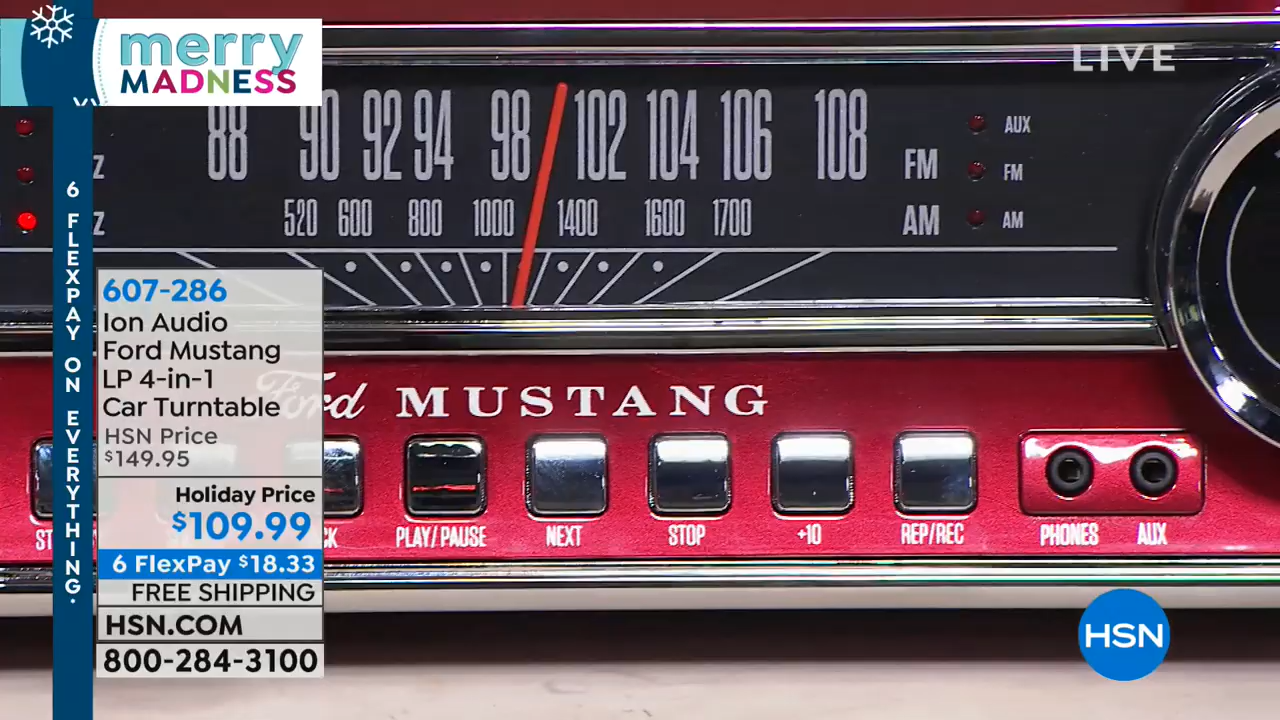 merry
MADNESS
LIVE
88 90 92 94 98 102 104 106 108 FM
520 600 800 1000 1400 1600 1700 AM
AUX
FM
AM
Z
Z
6 FLEXPAY ON EVERYTHING.*
607-286
Ion Audio
Ford Mustang
LP 4-in-1
Car Turntable
HSN Price
$149.95
Holiday Price
$109.99
6 FlexPay $18.33
FREE SHIPPING
HSN.COM
800-284-3100
Ford MUSTANG
PLAY/PAUSE NEXT STOP +10 REP/REC PHONES AUX
HSN